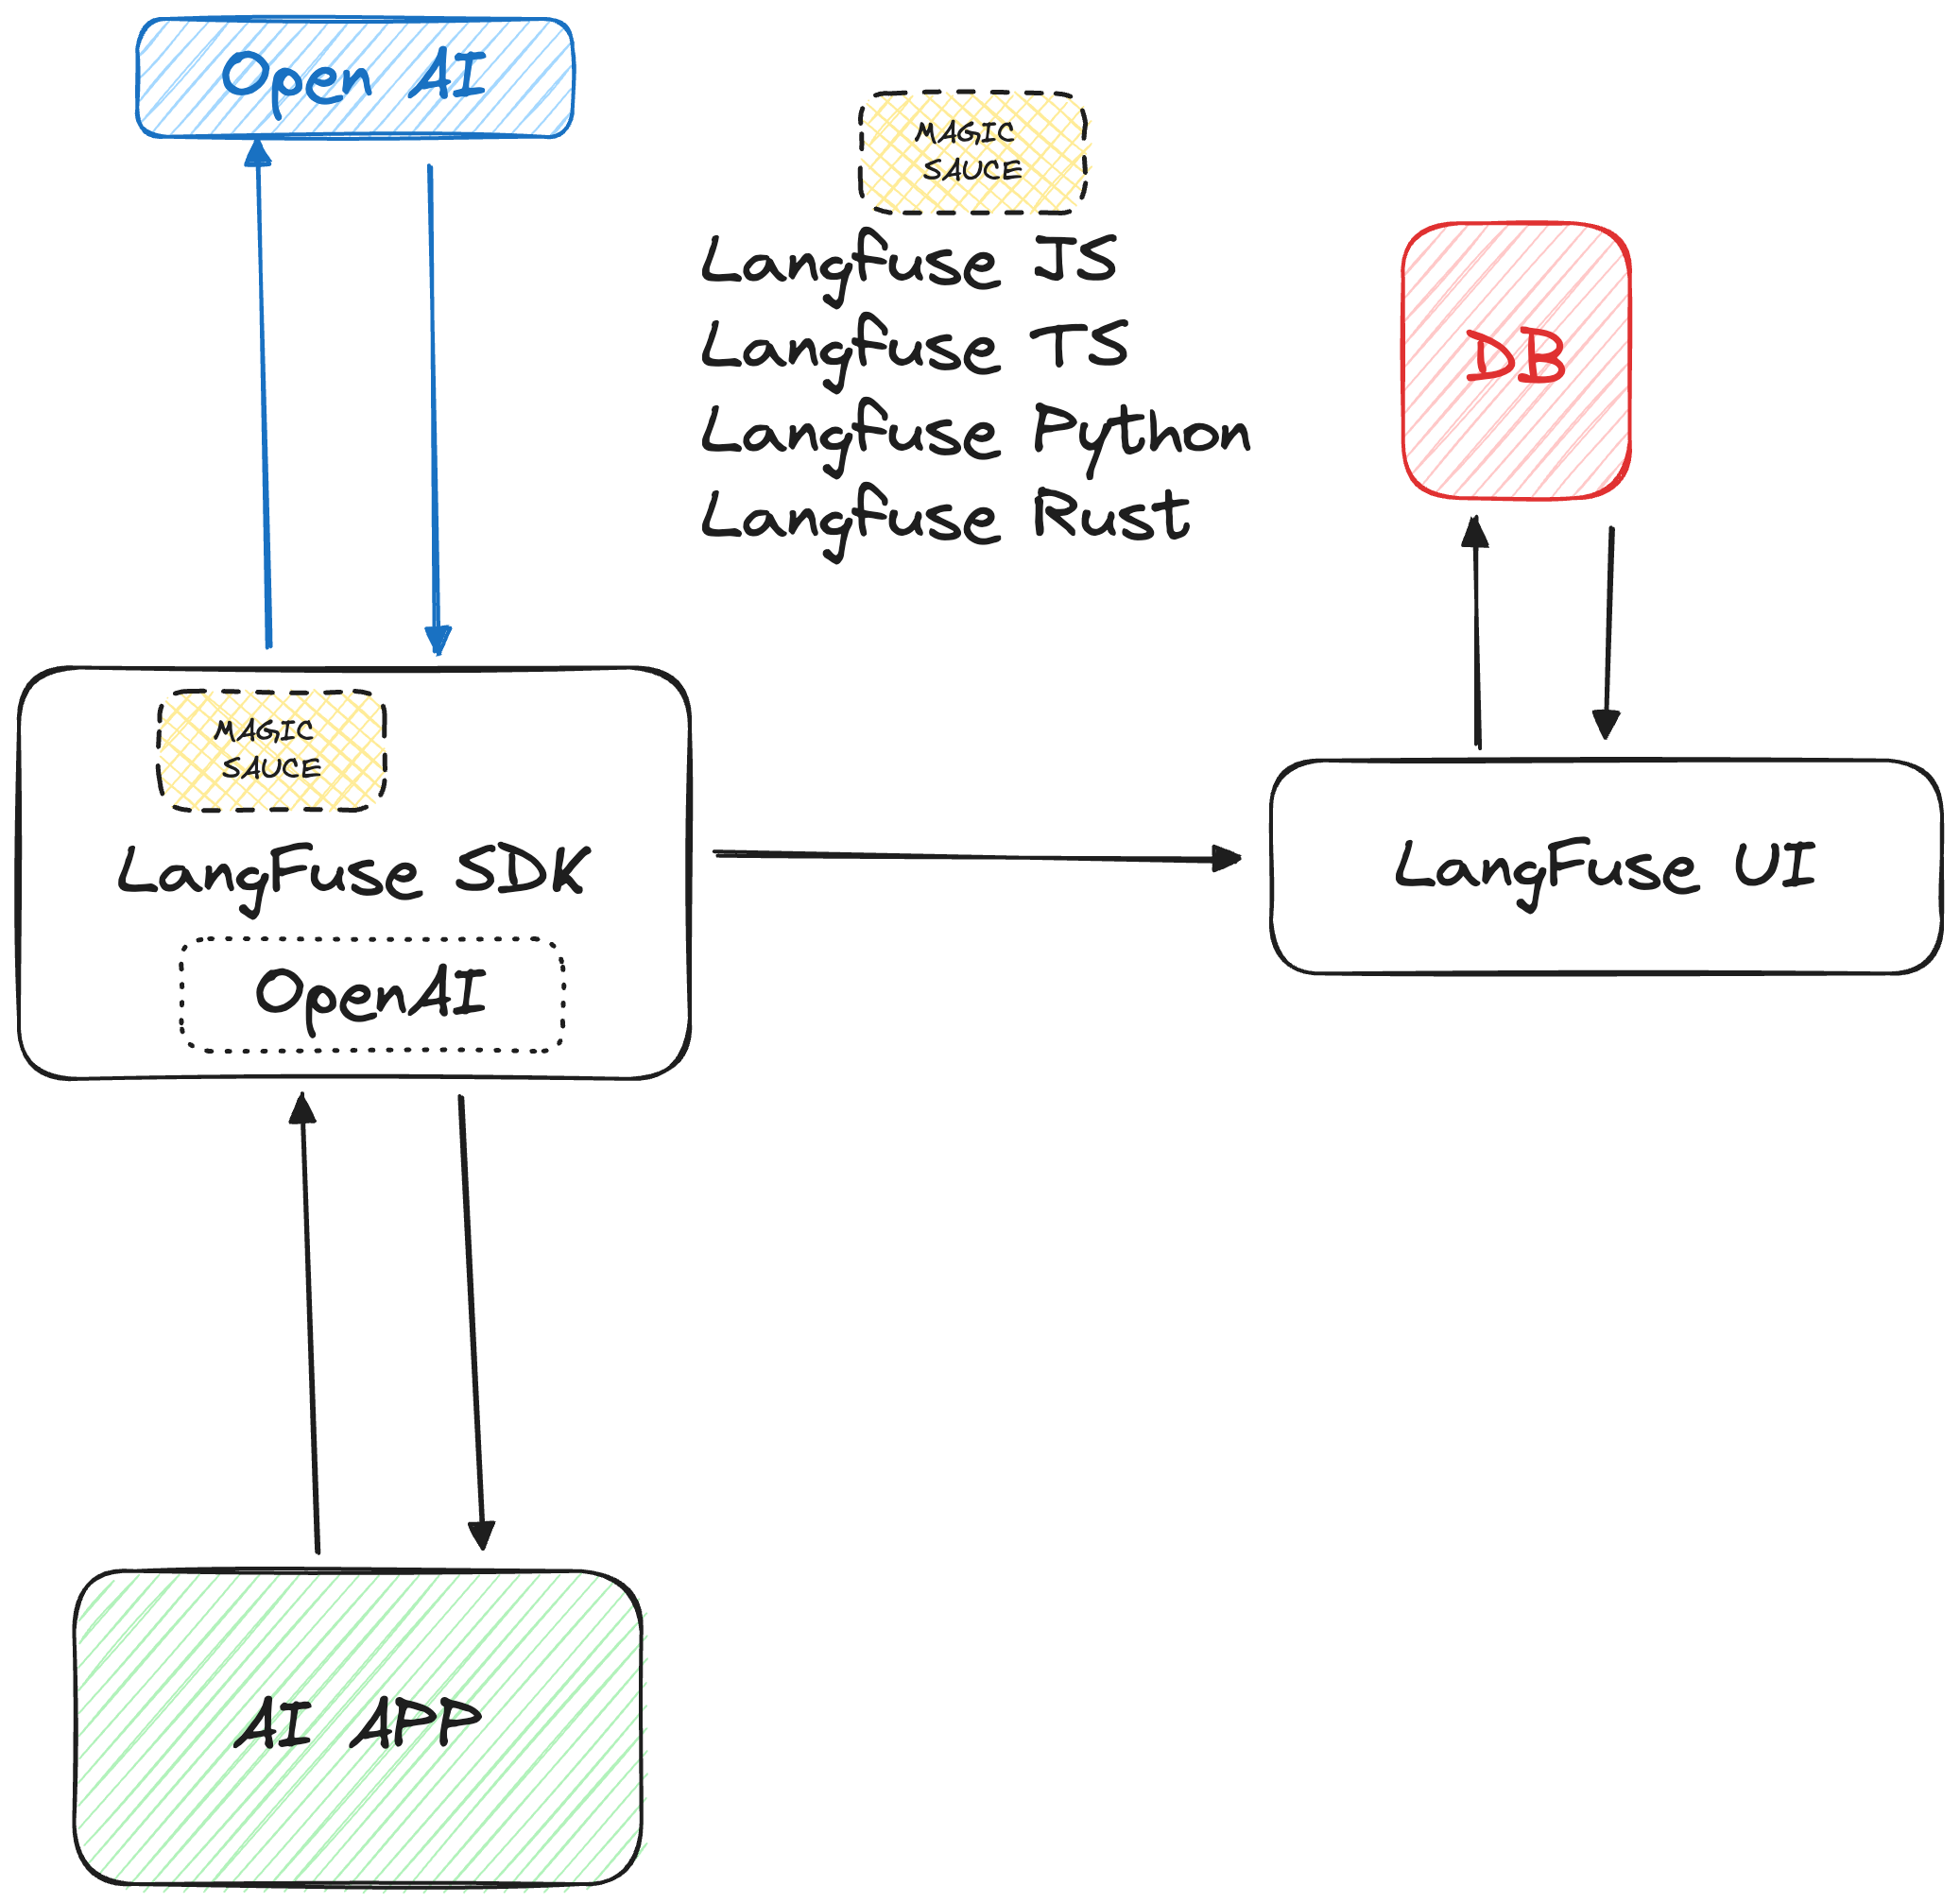 Open AI
MAGIC
SAUCE
Langfuse JS
Langfuse TS
Langfuse Python
Langfuse Rust
DB
MAGIC
SAUCE
LangFuse SDK
OpenAI
LangFuse UI
AI APP